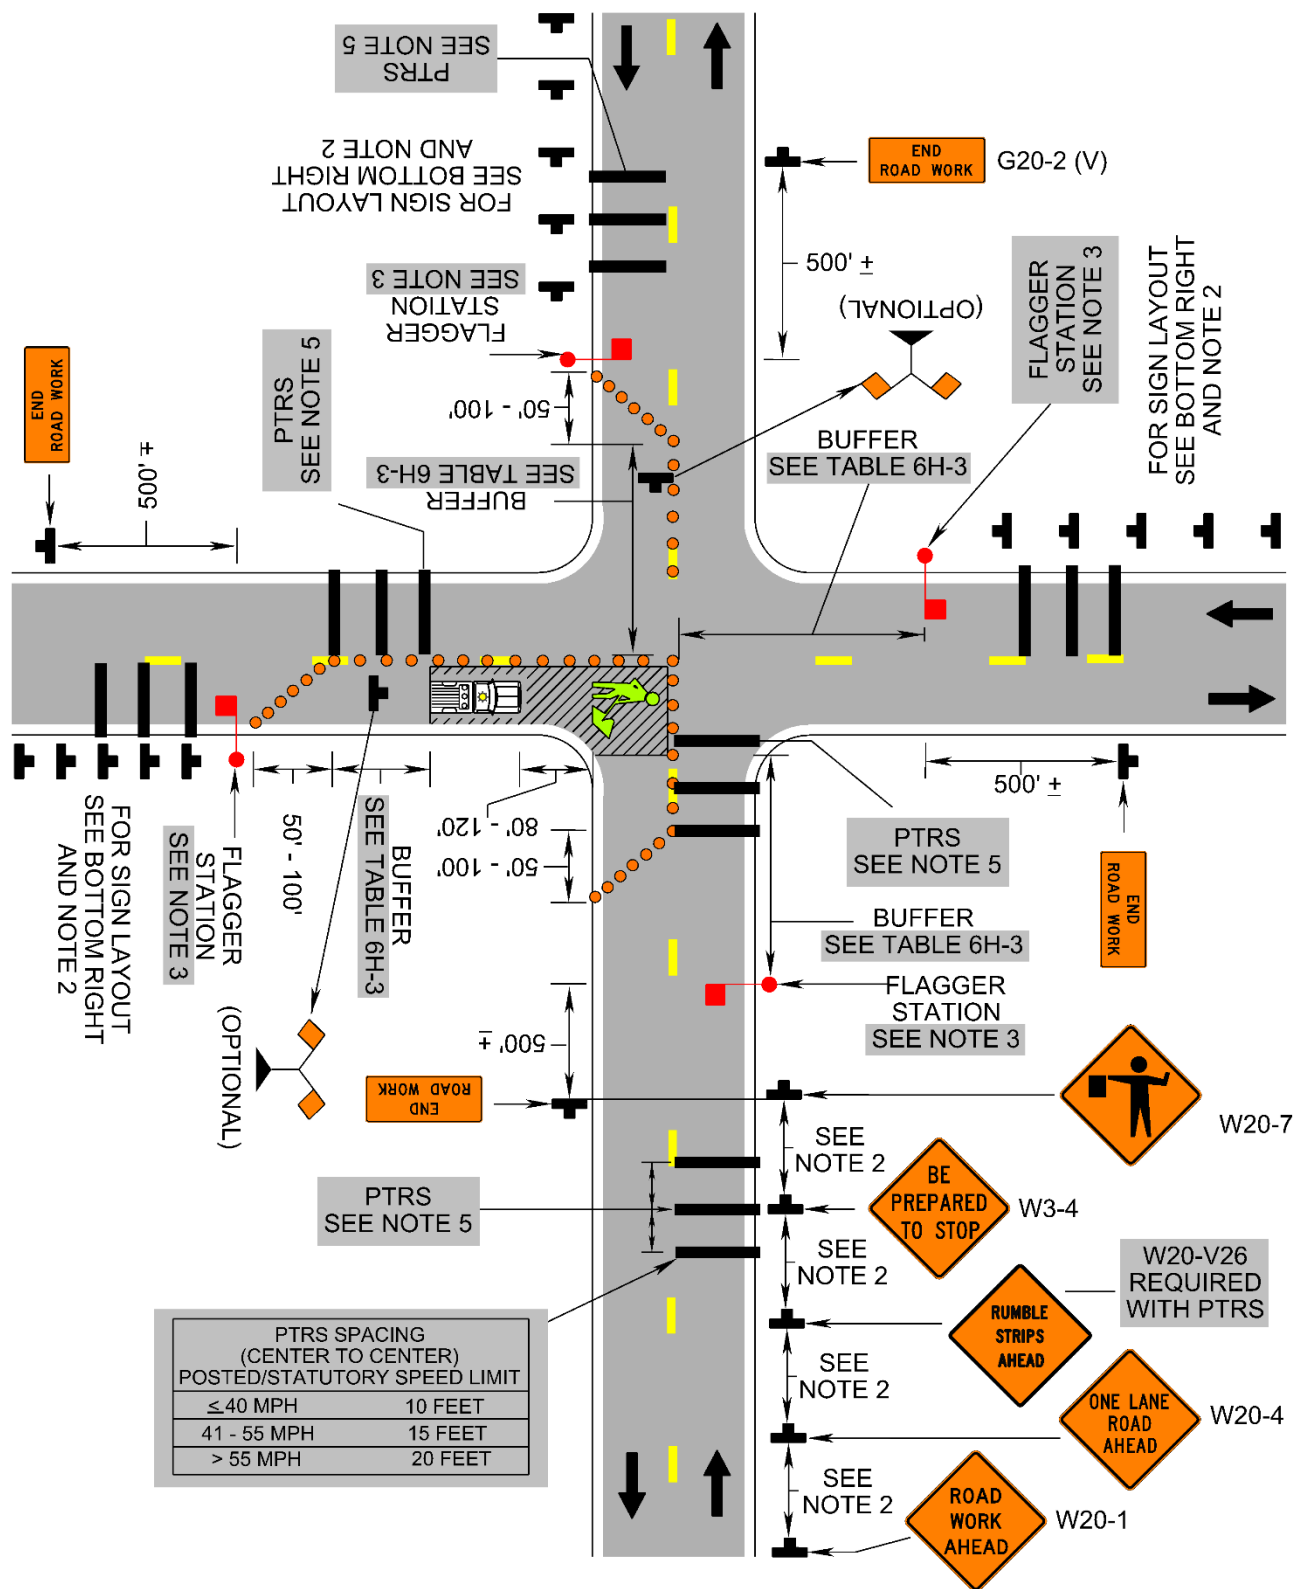 PTRS
SEE NOTE 5
FOR SIGN LAYOUT
SEE BOTTOM RIGHT
AND NOTE 2
FLAGGER
STATION
SEE NOTE 3
50' - 100'
BUFFER
SEE TABLE 6H-3
END
ROAD WORK
G20-2 (V)
500' ±
(OPTIONAL)
FLAGGER
STATION
SEE NOTE 3
FOR SIGN LAYOUT
SEE BOTTOM RIGHT
AND NOTE 2
BUFFER
SEE TABLE 6H-3
END
ROAD WORK
500' ±
PTRS
SEE NOTE 5
FOR SIGN LAYOUT
SEE BOTTOM RIGHT
AND NOTE 2
FLAGGER
STATION
SEE NOTE 3
50' - 100'
BUFFER
SEE TABLE 6H-3
(OPTIONAL)
80' - 120'
50' - 100'
500' ±
END
ROAD WORK
PTRS
SEE NOTE 5
BUFFER
SEE TABLE 6H-3
FLAGGER
STATION
SEE NOTE 3
500' ±
END
ROAD WORK
W20-7
SEE
NOTE 2
BE
PREPARED
TO STOP
W3-4
PTRS
SEE NOTE 5
SEE
NOTE 2
RUMBLE
STRIPS
AHEAD
W20-V26
REQUIRED
WITH PTRS
SEE
NOTE 2
ONE LANE
ROAD
AHEAD
W20-4
SEE
NOTE 2
ROAD
WORK
AHEAD
W20-1
PTRS SPACING
(CENTER TO CENTER)
POSTED/STATUTORY SPEED LIMIT
≤ 40 MPH 10 FEET
41 - 55 MPH 15 FEET
> 55 MPH 20 FEET